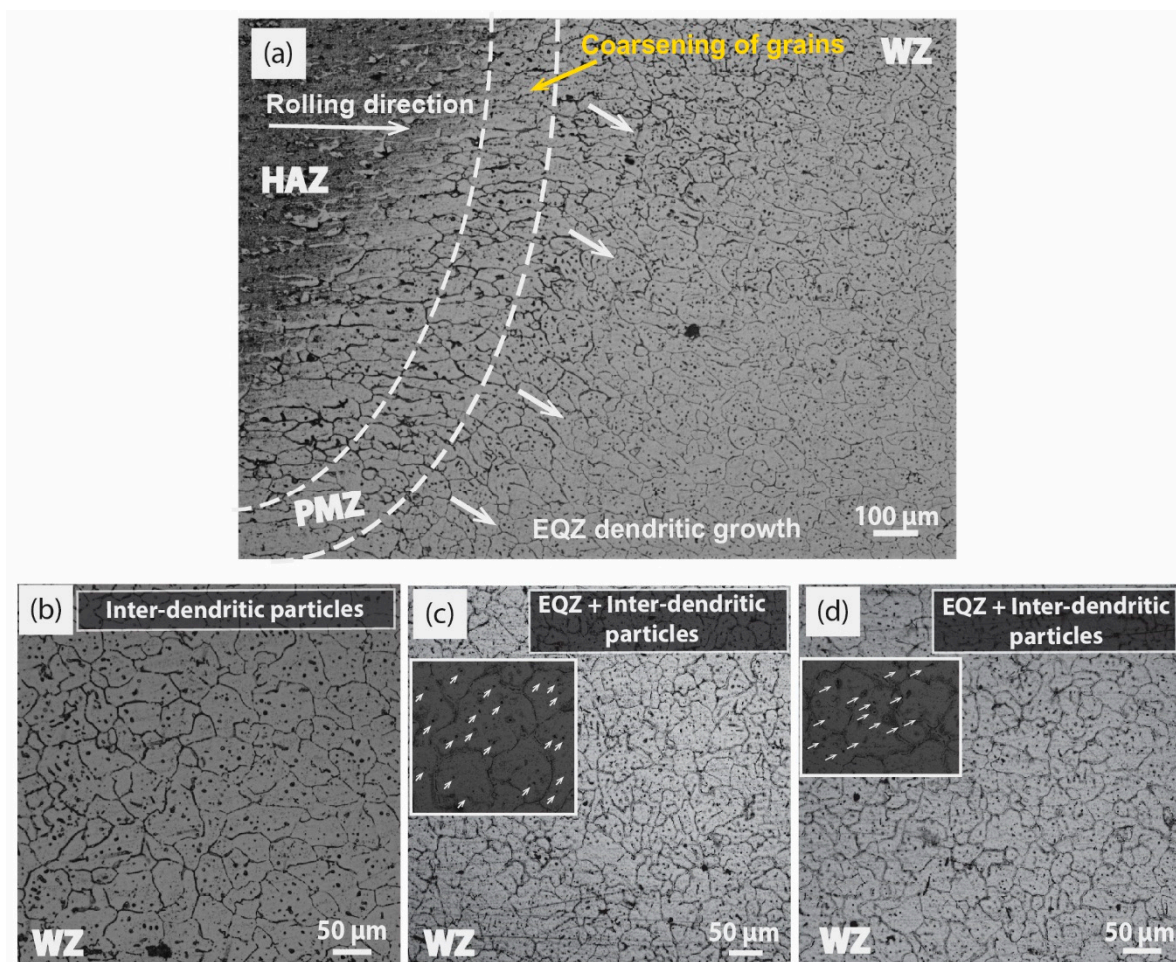 (a)
Coarsening of grains
WZ
Rolling direction
HAZ
PMZ
EQZ dendritic growth
100 µm
(b)
Inter-dendritic particles
WZ
50 µm
(c)
EQZ + Inter-dendritic
particles
WZ
50 µm
(d)
EQZ + Inter-dendritic
particles
WZ
50 µm